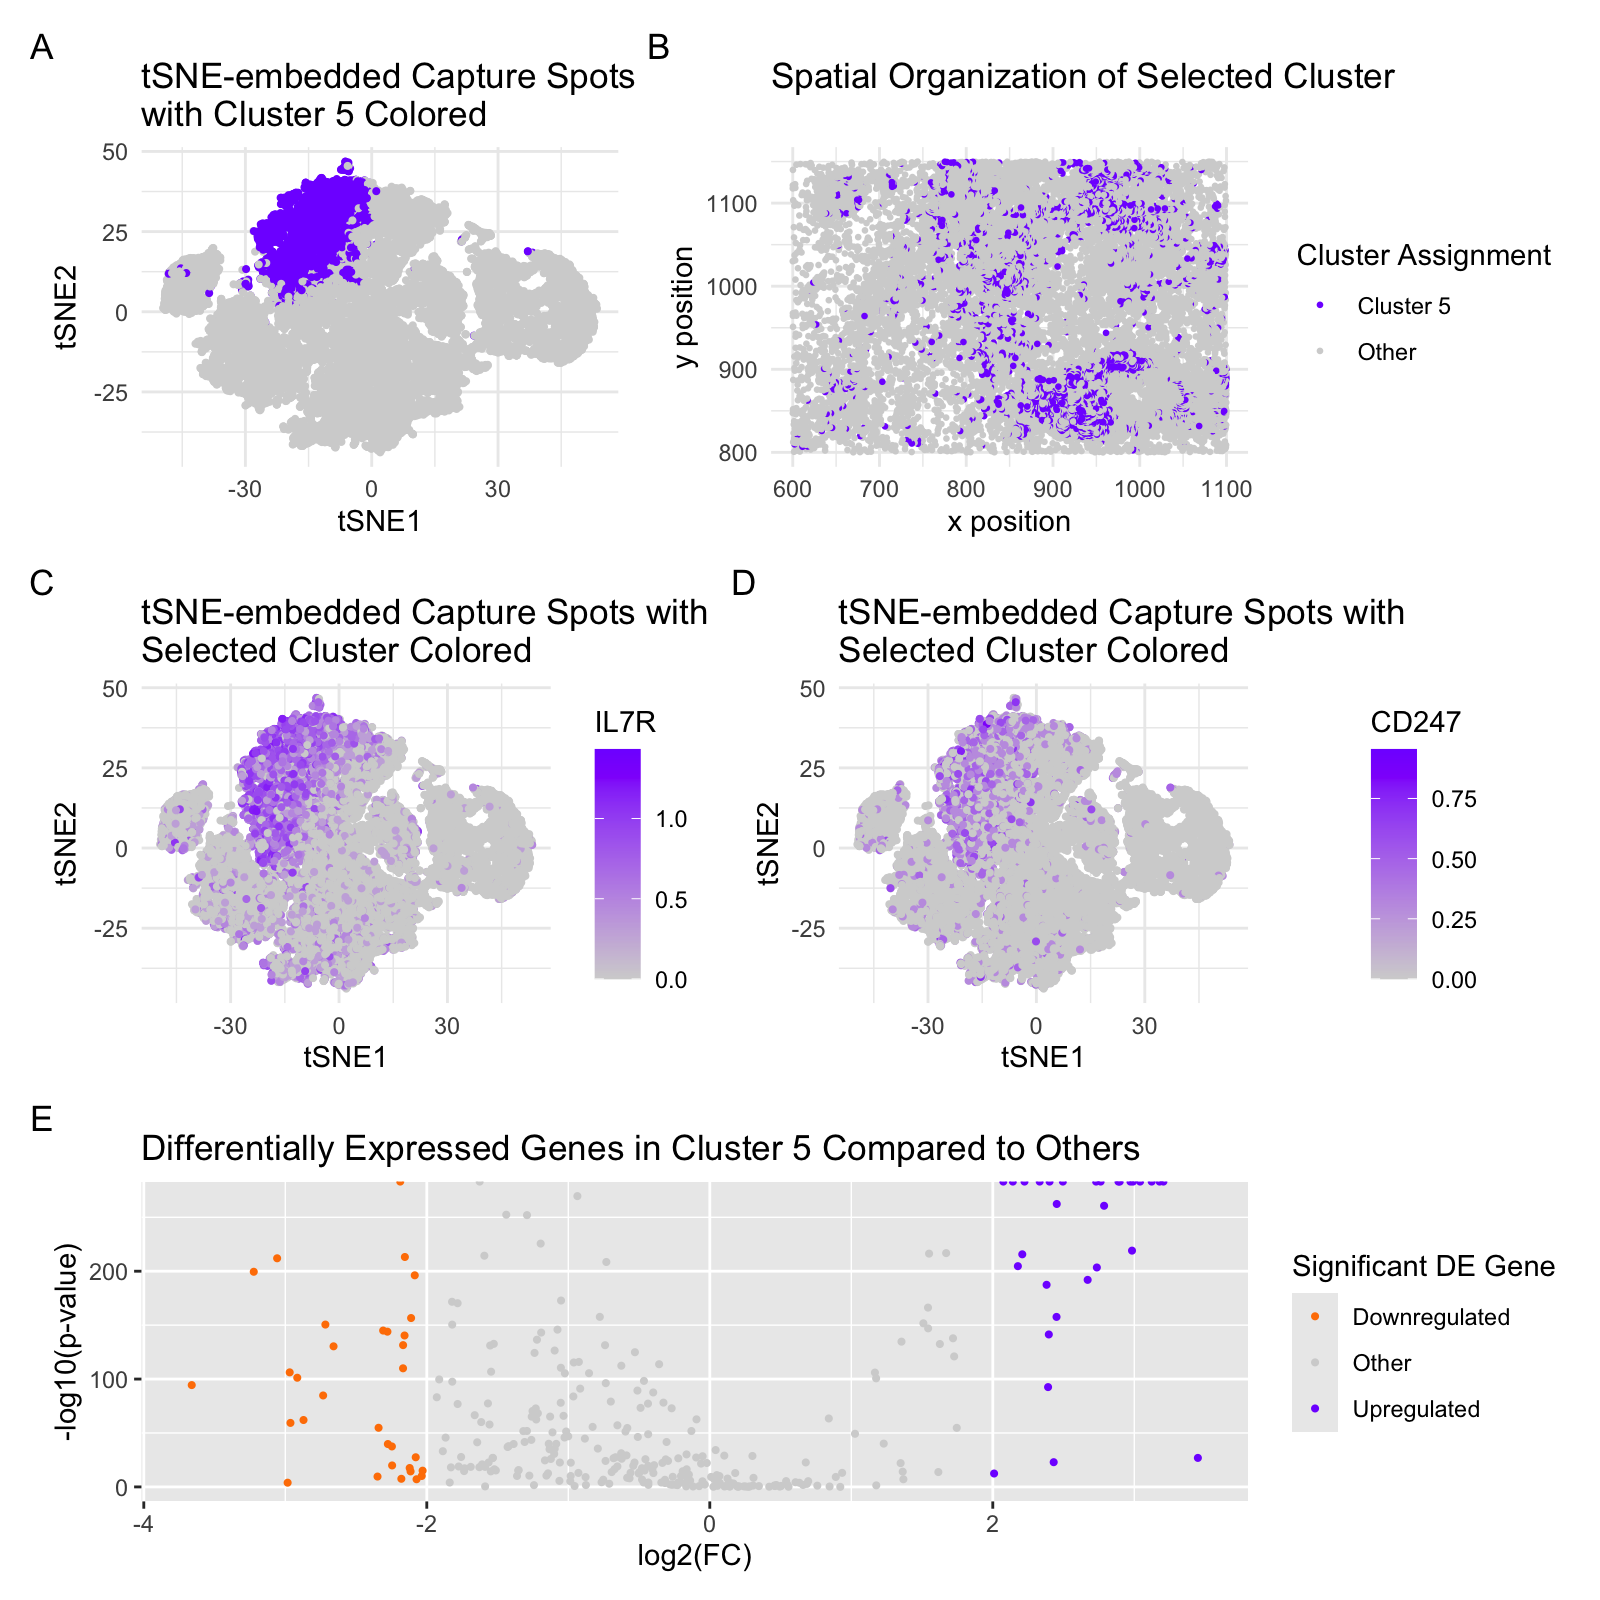 A
tSNE-embedded Capture Spots
with Cluster 5 Colored
50
25
0
-25
-30
0
30
tSNE1
tSNE2
B
Spatial Organization of Selected Cluster
1100
1000
900
800
600
700
800
900
1000
1100
x position
y position
Cluster Assignment
Cluster 5
Other
C
tSNE-embedded Capture Spots with
Selected Cluster Colored
50
25
0
-25
-30
0
30
tSNE1
tSNE2
IL7R
1.0
0.5
0.0
D
tSNE-embedded Capture Spots with
Selected Cluster Colored
50
25
0
-25
-30
0
30
tSNE1
tSNE2
CD247
0.75
0.50
0.25
0.00
E
Differentially Expressed Genes in Cluster 5 Compared to Others
200
100
0
-4
-2
0
2
log2(FC)
-log10(p-value)
Significant DE Gene
Downregulated
Other
Upregulated